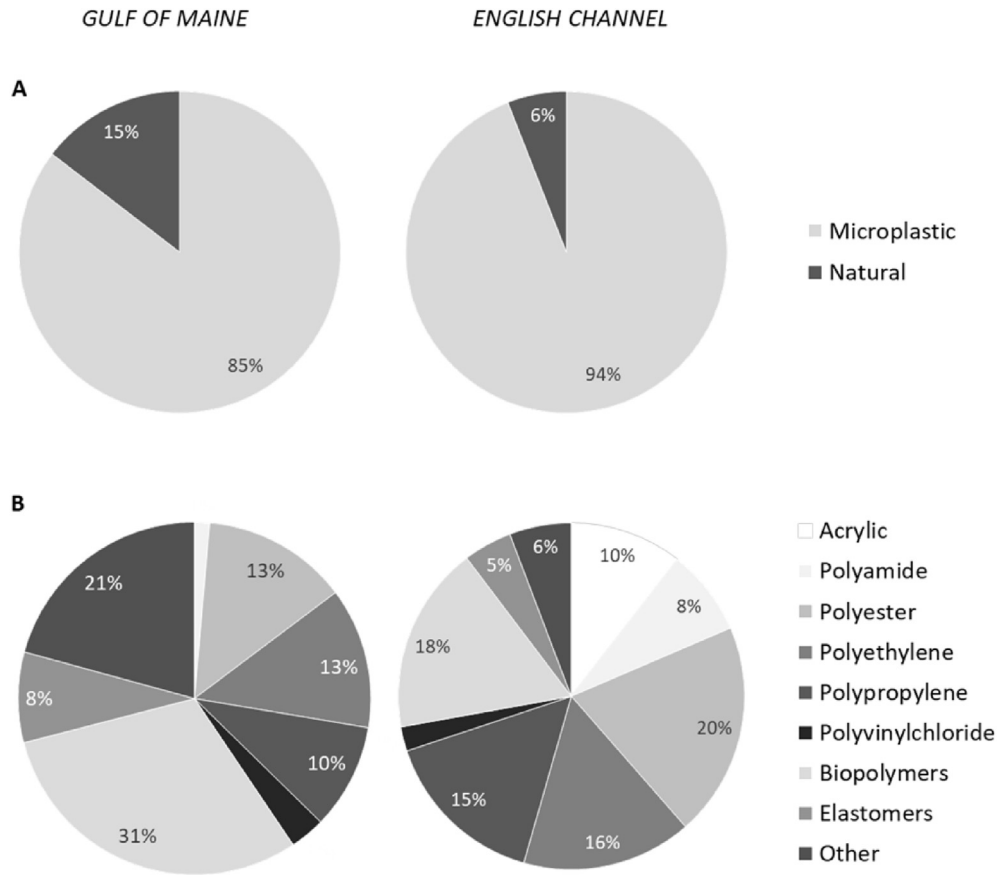 GULF OF MAINE
ENGLISH CHANNEL
A
15%
85%
6%
94%
Microplastic
Natural
B
13%
13%
10%
31%
8%
21%
10%
8%
20%
16%
15%
18%
5%
6%
Acrylic
Polyamide
Polyester
Polyethylene
Polypropylene
Polyvinylchloride
Biopolymers
Elastomers
Other